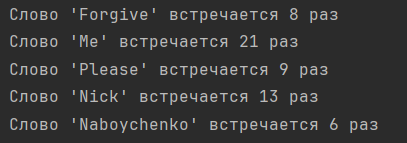 Слово 'Forgive' встречается 8 раз
Слово 'Me' встречается 21 раз
Слово 'Please' встречается 9 раз
Слово 'Nick' встречается 13 раз
Слово 'Naboychenko' встречается 6 раз